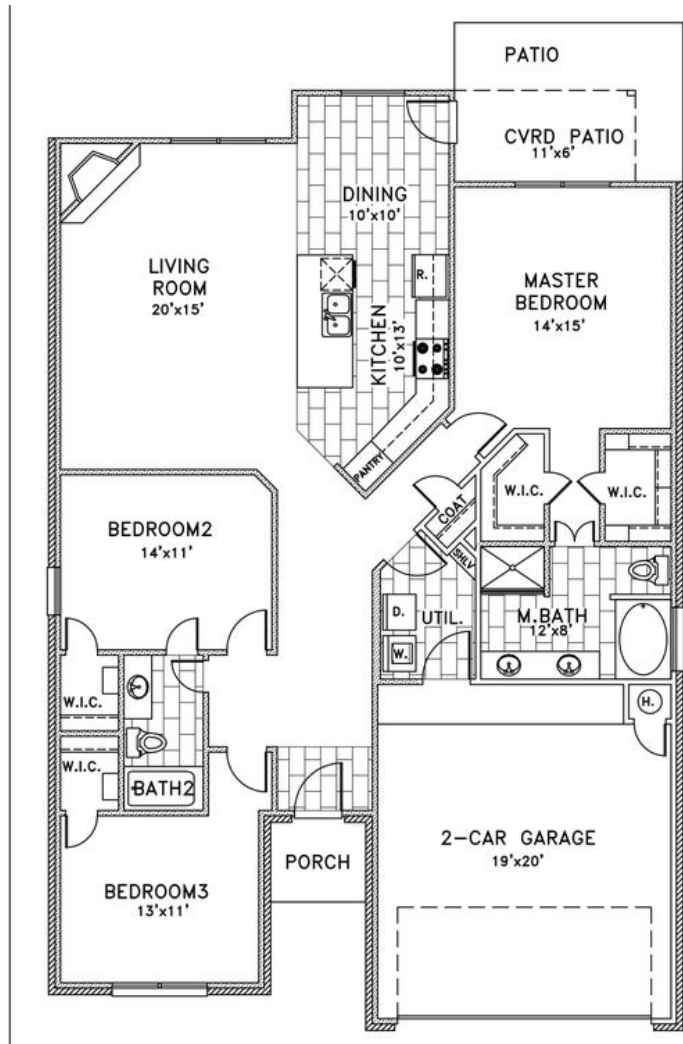 PATIO
CVRD PATIO
11'x6'
DINING
10'x10'
LIVING
ROOM
20'x15'
R.
MASTER
BEDROOM
14'x15'
KITCHEN
10'x13'
PANTRY
W.I.C.
W.I.C.
COAT
SHLV
BEDROOM2
14'x11'
D.
UTIL.
W.
M.BATH
12'x8'
W.I.C.
H.
W.I.C.
BATH2
2-CAR GARAGE
19'x20'
PORCH
BEDROOM3
13'x11'